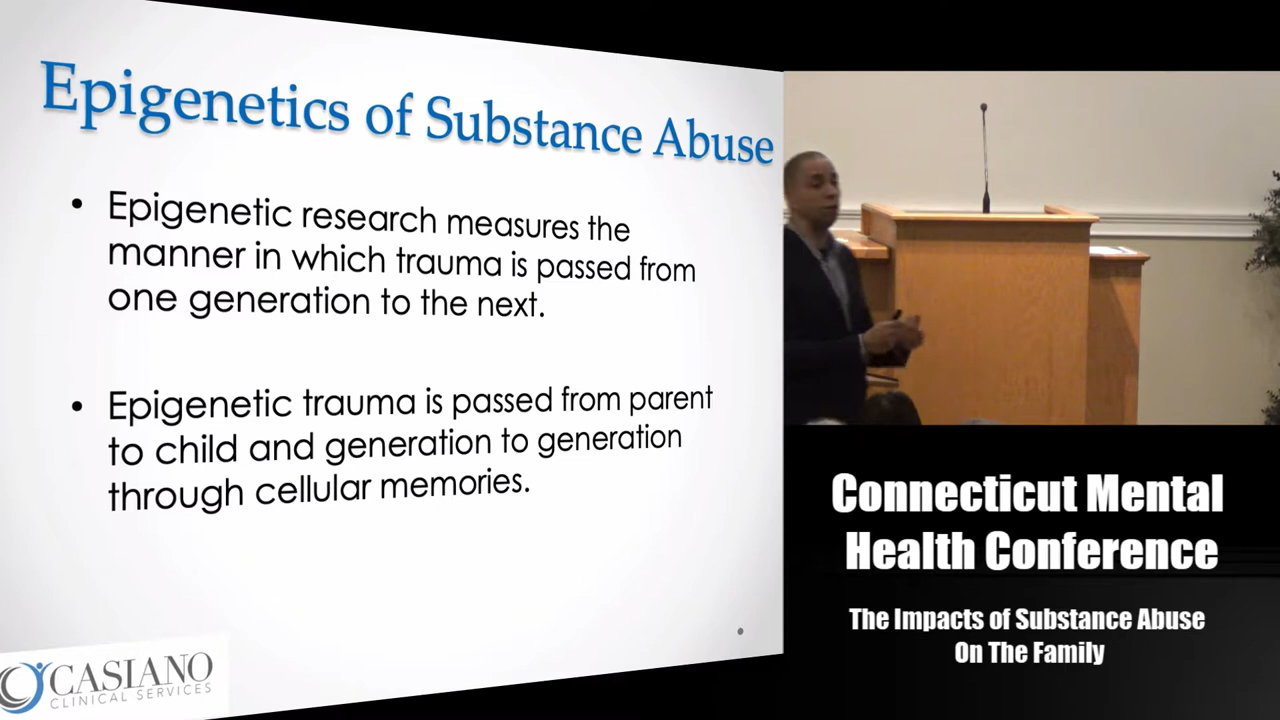 Epigenetics of Substance Abuse
• Epigenetic research measures the
manner in which trauma is passed from
one generation to the next.
• Epigenetic trauma is passed from parent
to child and generation to generation
through cellular memories.
CASIANO
CLINICAL SERVICES
Connecticut Mental
Health Conference
The Impacts of Substance Abuse
On The Family